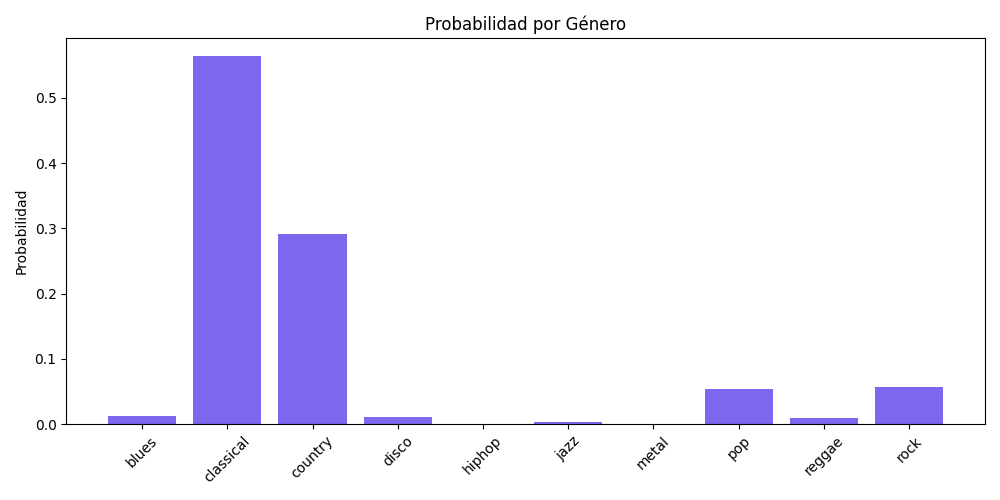 Probabilidad por Género
Probabilidad
0.5
0.4
0.3
0.2
0.1
0.0
blues
classical
country
disco
hiphop
jazz
metal
pop
reggae
rock